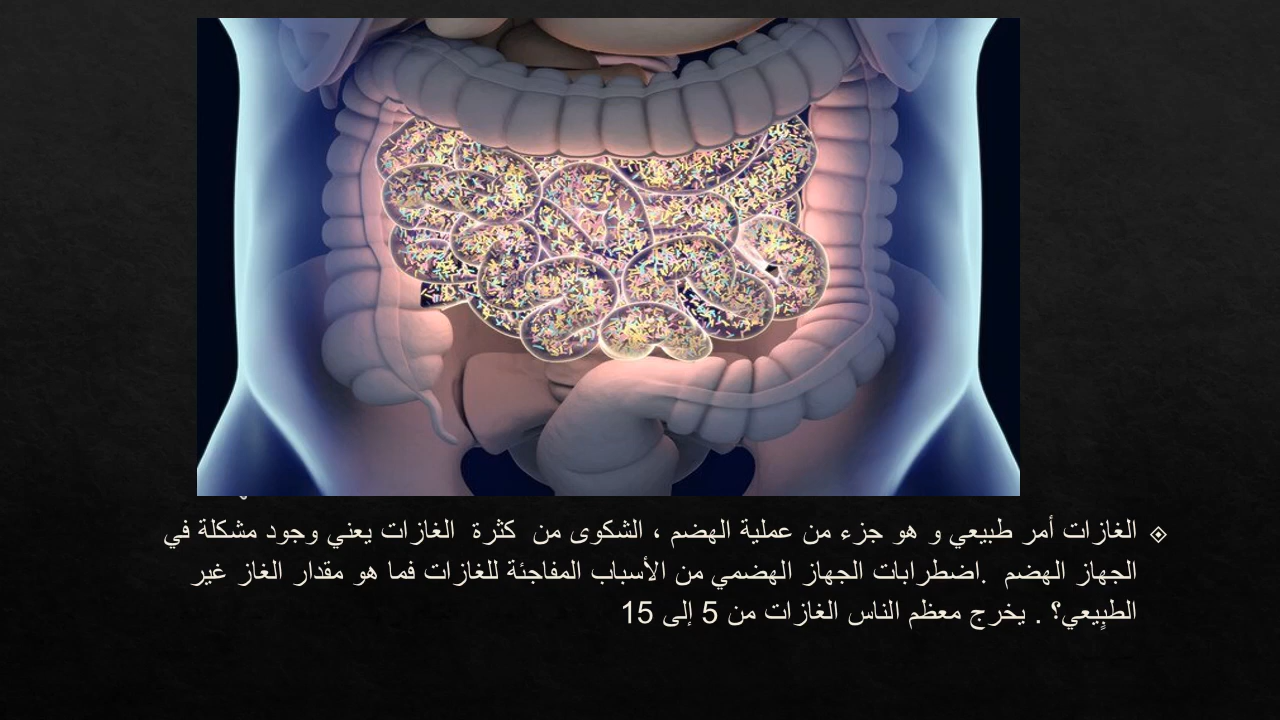 الغازات أمر طبيعي و هو جزء من عملية الهضم ، الشكوى من كثرة الغازات يعني وجود مشكلة في
الجهاز الهضم .اضطرابات الجهاز الهضمي من الأسباب المفاجئة للغازات فما هو مقدار الغاز غير
الطبٍيعي؟ . يخرج معظم الناس الغازات من 5 إلى 15